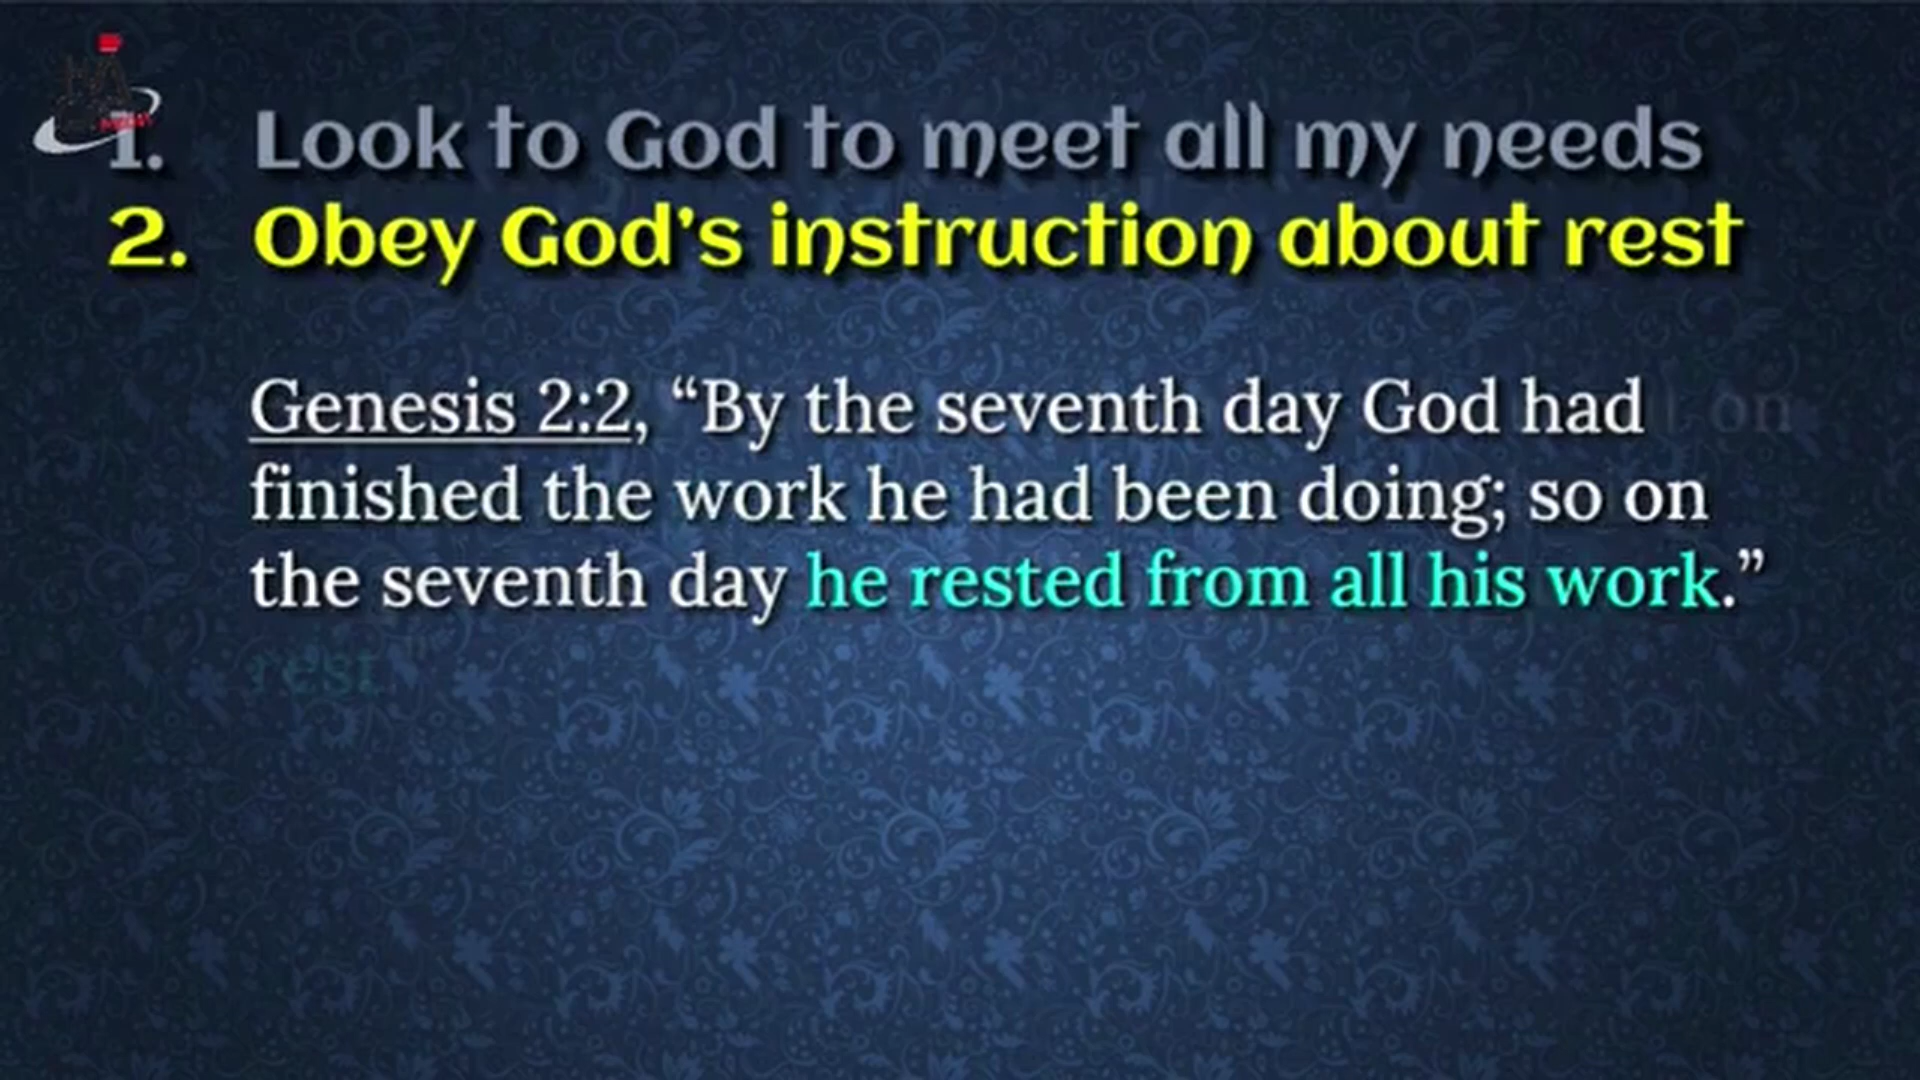 1. Look to God to meet all my needs
2. Obey God’s instruction about rest
Genesis 2:2, “By the seventh day God had
finished the work he had been doing; so on
the seventh day he rested from all his work.”
rest